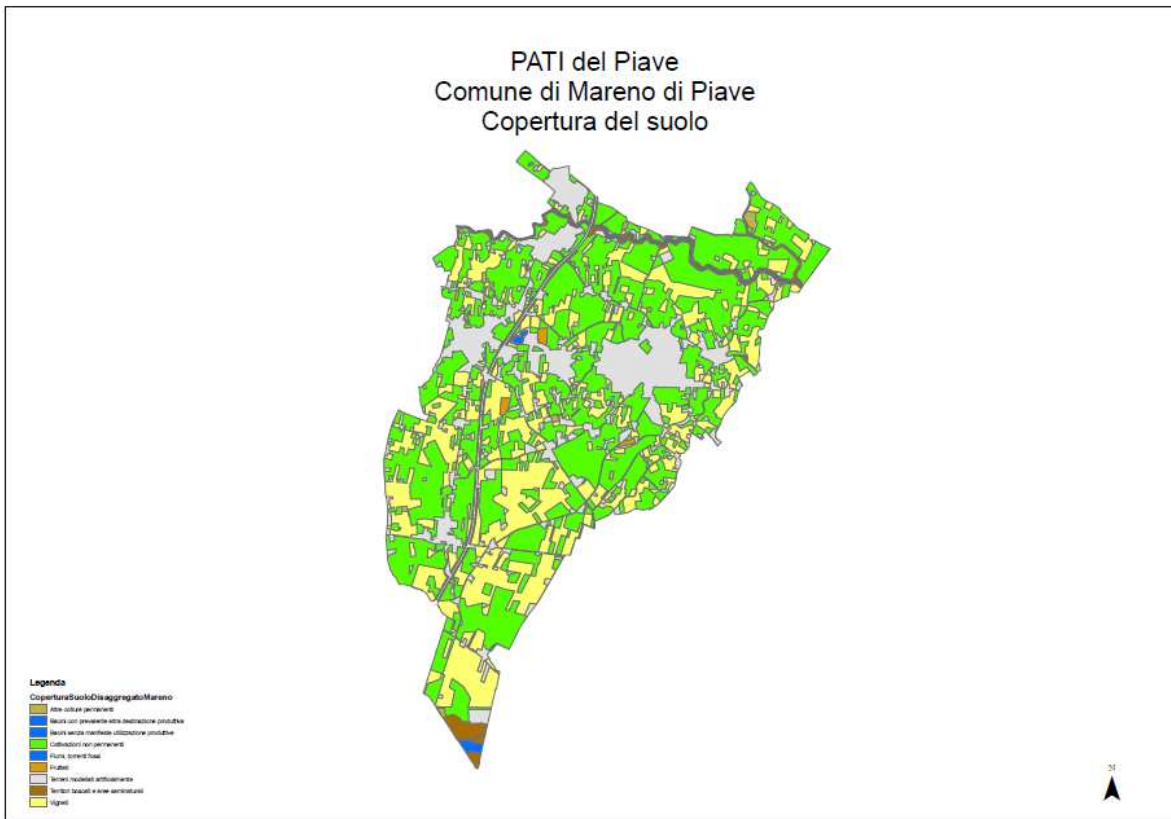 PATI del Piave
Comune di Mareno di Piave
Copertura del suolo
Legenda
CoperturaSuoloDisaggregatoMareno
Altre colture permanenti
Bacini con prevalente altra destinazione produttiva
Bacini senza manifesta utilizzazione produttiva
Coltivazioni non permanenti
Fiumi, torrenti fossi
Frutteti
Terreni modellati artificialmente
Territori boscati e aree seminaturali
Vigneti
N